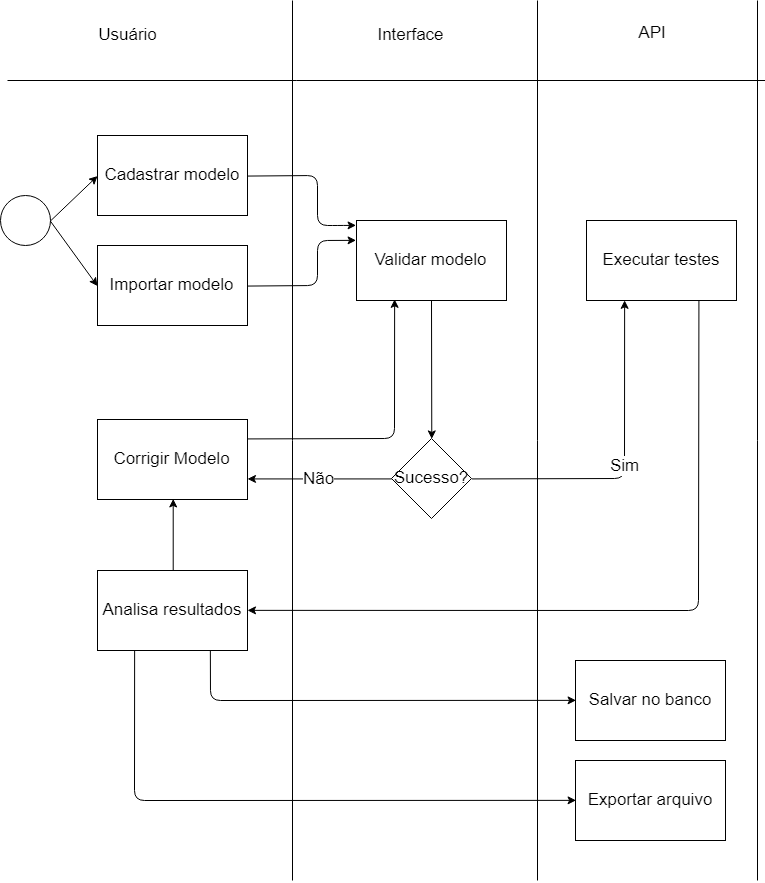 Usuário
Interface
API
Cadastrar modelo
Importar modelo
Validar modelo
Executar testes
Corrigir Modelo
Não
Sucesso?
Sim
Analisa resultados
Salvar no banco
Exportar arquivo